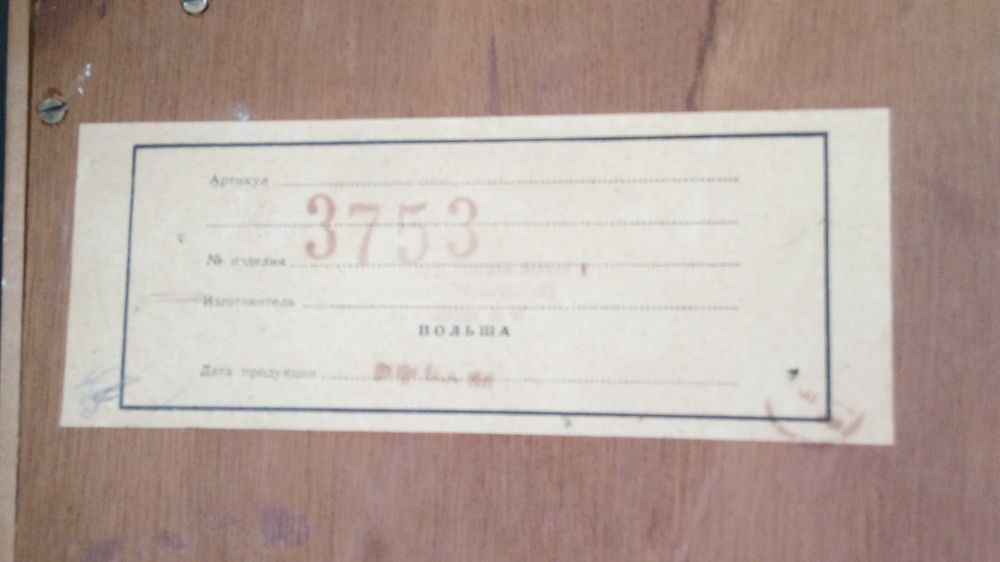 Артикул
3753
№ изделия
Изготовитель
ПОЛЬША
Дата продукции